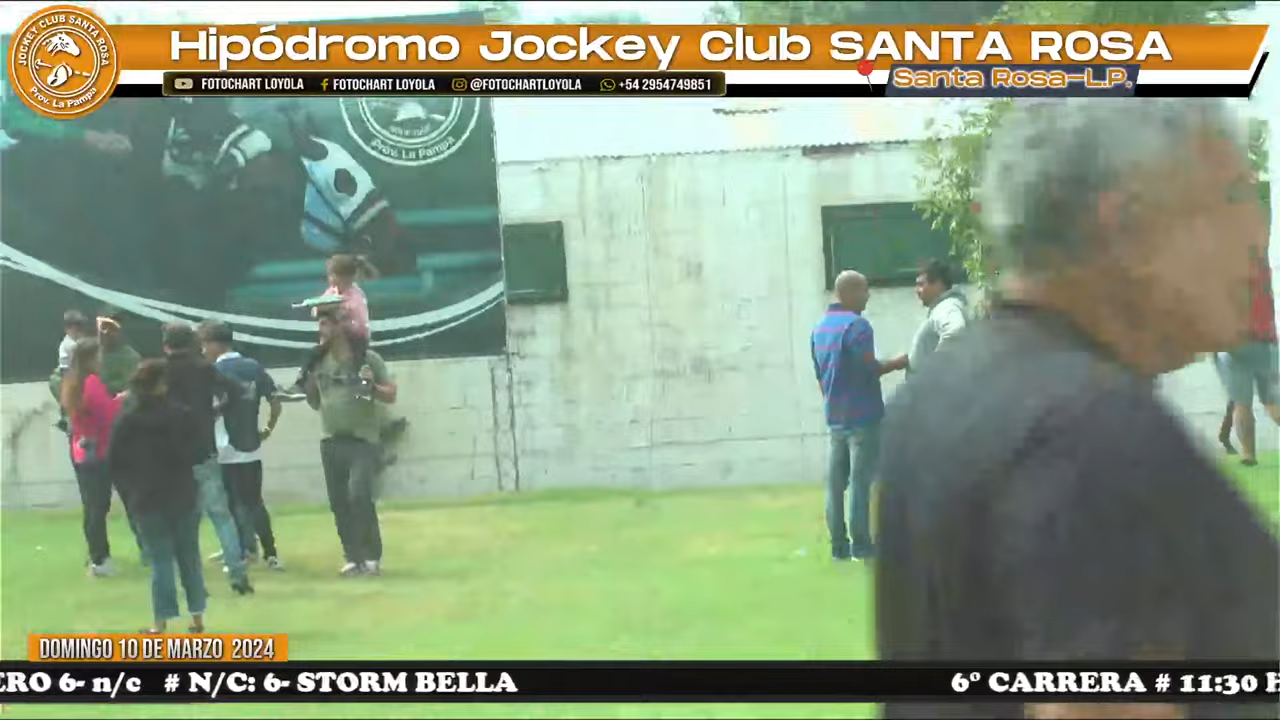 JOCKEY CLUB SANTA ROSA
Prov. La Pampa
Hipódromo Jockey Club SANTA ROSA
FOTOCHART LOYOLA
FOTOCHART LOYOLA
@FOTOCHARTLOYOLA
+54 2954749851
Santa Rosa-L.P.
Prov. La Pampa
DOMINGO 10 DE MARZO 2024
ERO 6- n/c # N/C: 6- STORM BELLA
6º CARRERA # 11:30 H